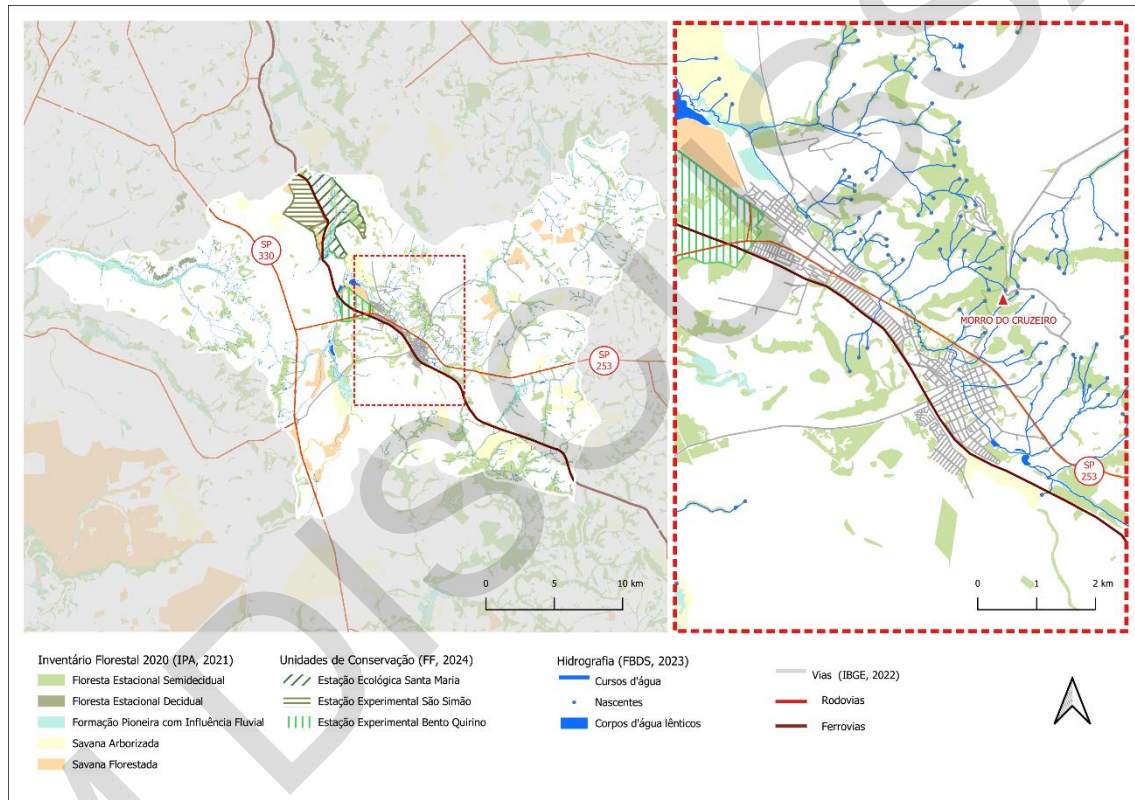 SP
330
SP
253
0 5 10 km
MORRO DO CRUZEIRO
SP
253
0 1 2 km
Inventário Florestal 2020 (IPA, 2021)
Floresta Estacional Semidecidual
Floresta Estacional Decidual
Formação Pioneira com Influência Fluvial
Savana Arborizada
Savana Florestada
Unidades de Conservação (FF, 2024)
Estação Ecológica Santa Maria
Estação Experimental São Simão
Estação Experimental Bento Quirino
Hidrografia (FBDS, 2023)
Cursos d'água
Nascentes
Corpos d'água lênticos
Vias (IBGE, 2022)
Rodovias
Ferrovias
M DISCUSSÃ